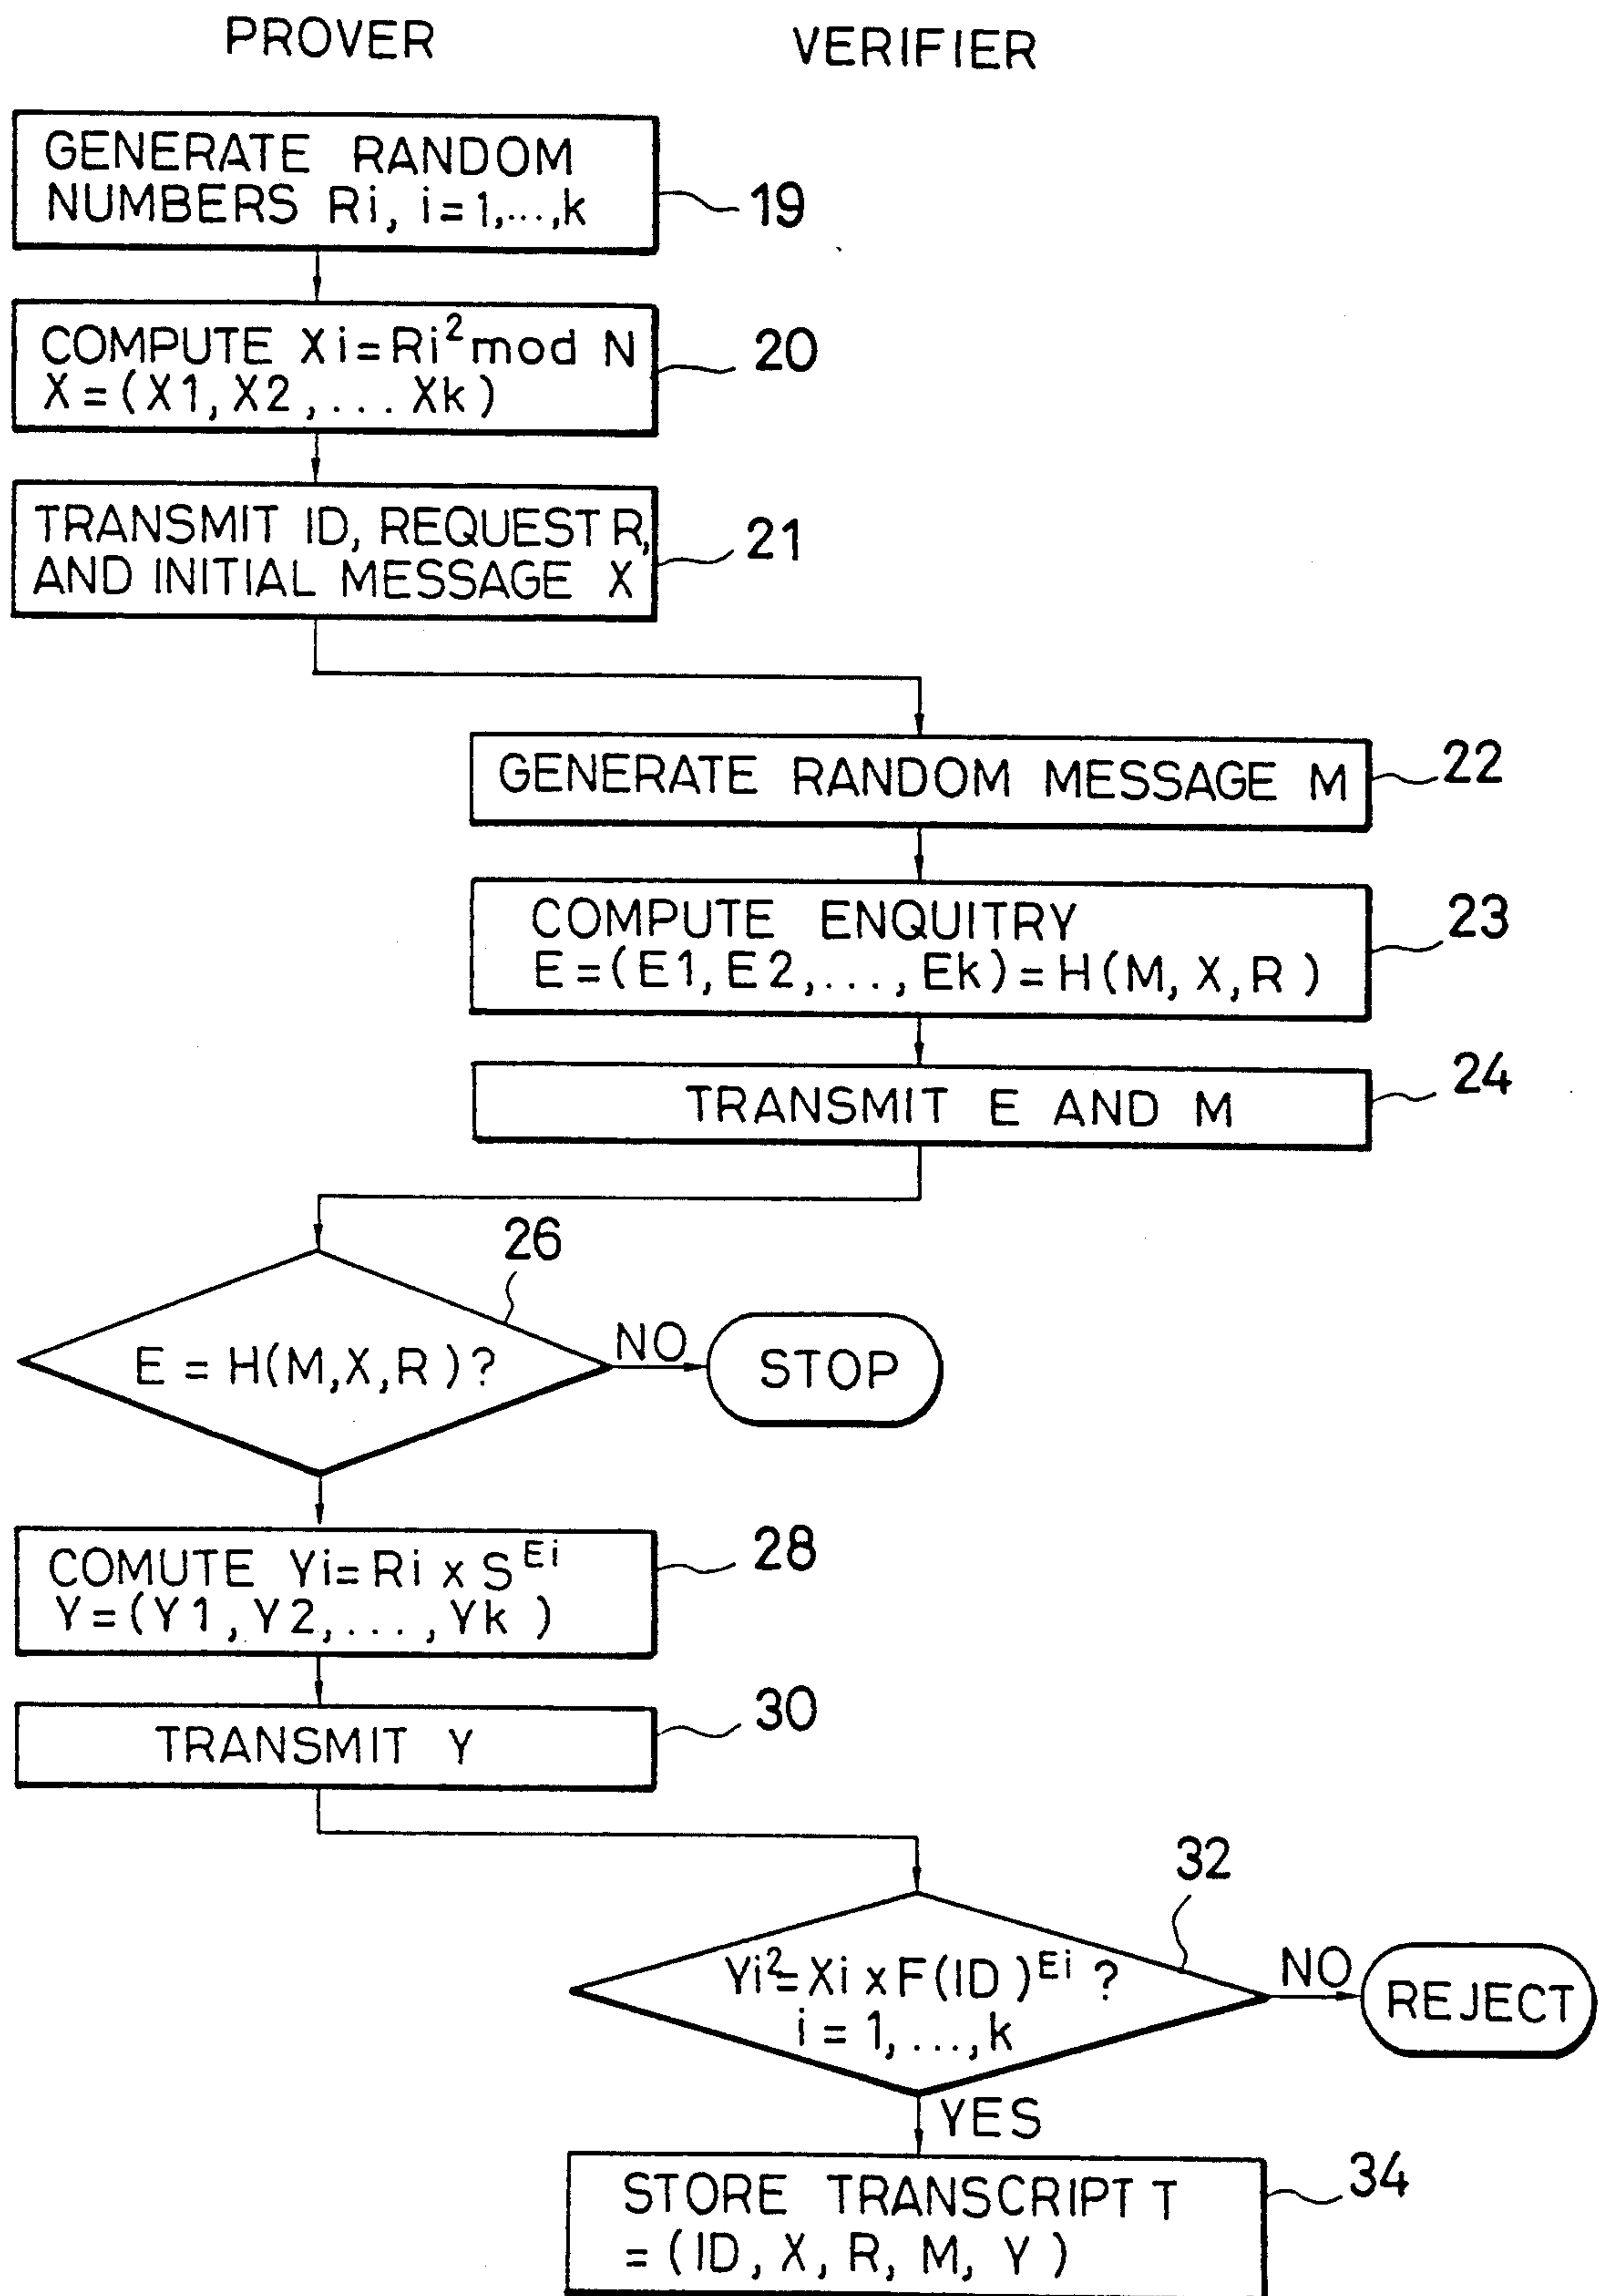 PROVER
VERIFIER
GENERATE RANDOM
NUMBERS Ri, i=1,...,k
19
COMPUTE Xi=Ri² mod N
X=(X1, X2, ... Xk)
20
TRANSMIT ID, REQUEST R,
AND INITIAL MESSAGE X
21
GENERATE RANDOM MESSAGE M
22
COMPUTE ENQUITRY
E=(E1, E2, ..., Ek)=H(M, X, R)
23
TRANSMIT E AND M
24
26
E = H(M,X,R)?
NO
STOP
COMUTE Yi=Ri x S^Ei
Y=(Y1, Y2, ..., Yk)
28
TRANSMIT Y
30
32
Yi²=Xi x F(ID)^Ei ?
i = 1, ..., k
NO
REJECT
YES
STORE TRANSCRIPT T
= (ID, X, R, M, Y)
34